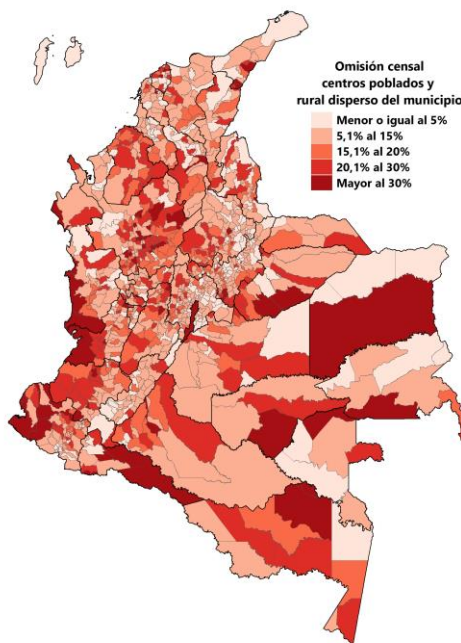 Omisión censal
centros poblados y
rural disperso del municipio
Menor o igual al 5%
5,1% al 15%
15,1% al 20%
20,1% al 30%
Mayor al 30%